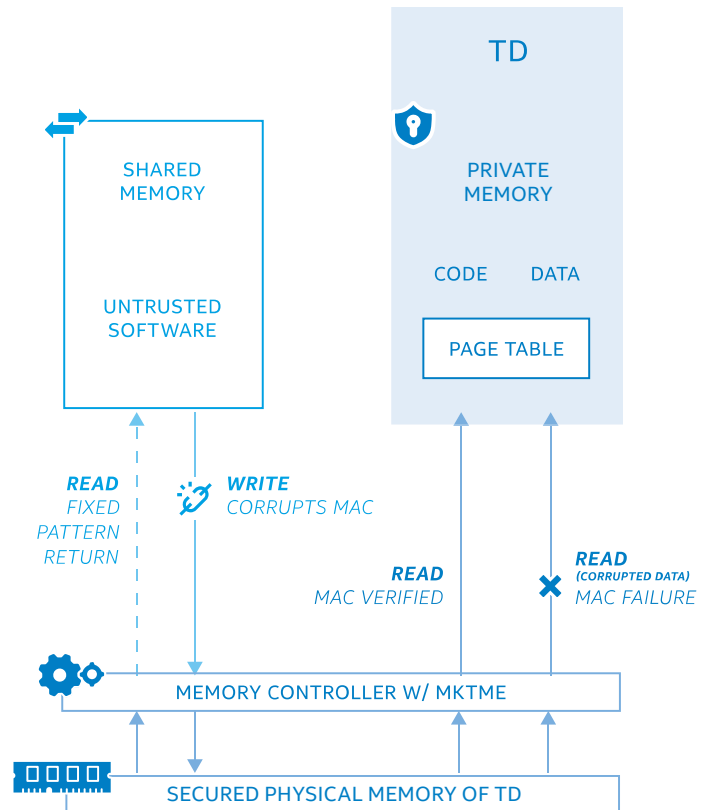 TD
SHARED
MEMORY
PRIVATE
MEMORY
CODE
DATA
UNTRUSTED
SOFTWARE
PAGE TABLE
READ
FIXED
PATTERN
RETURN
WRITE
CORRUPTS MAC
READ
MAC VERIFIED
READ
(CORRUPTED DATA)
MAC FAILURE
MEMORY CONTROLLER W/ MKTME
SECURED PHYSICAL MEMORY OF TD